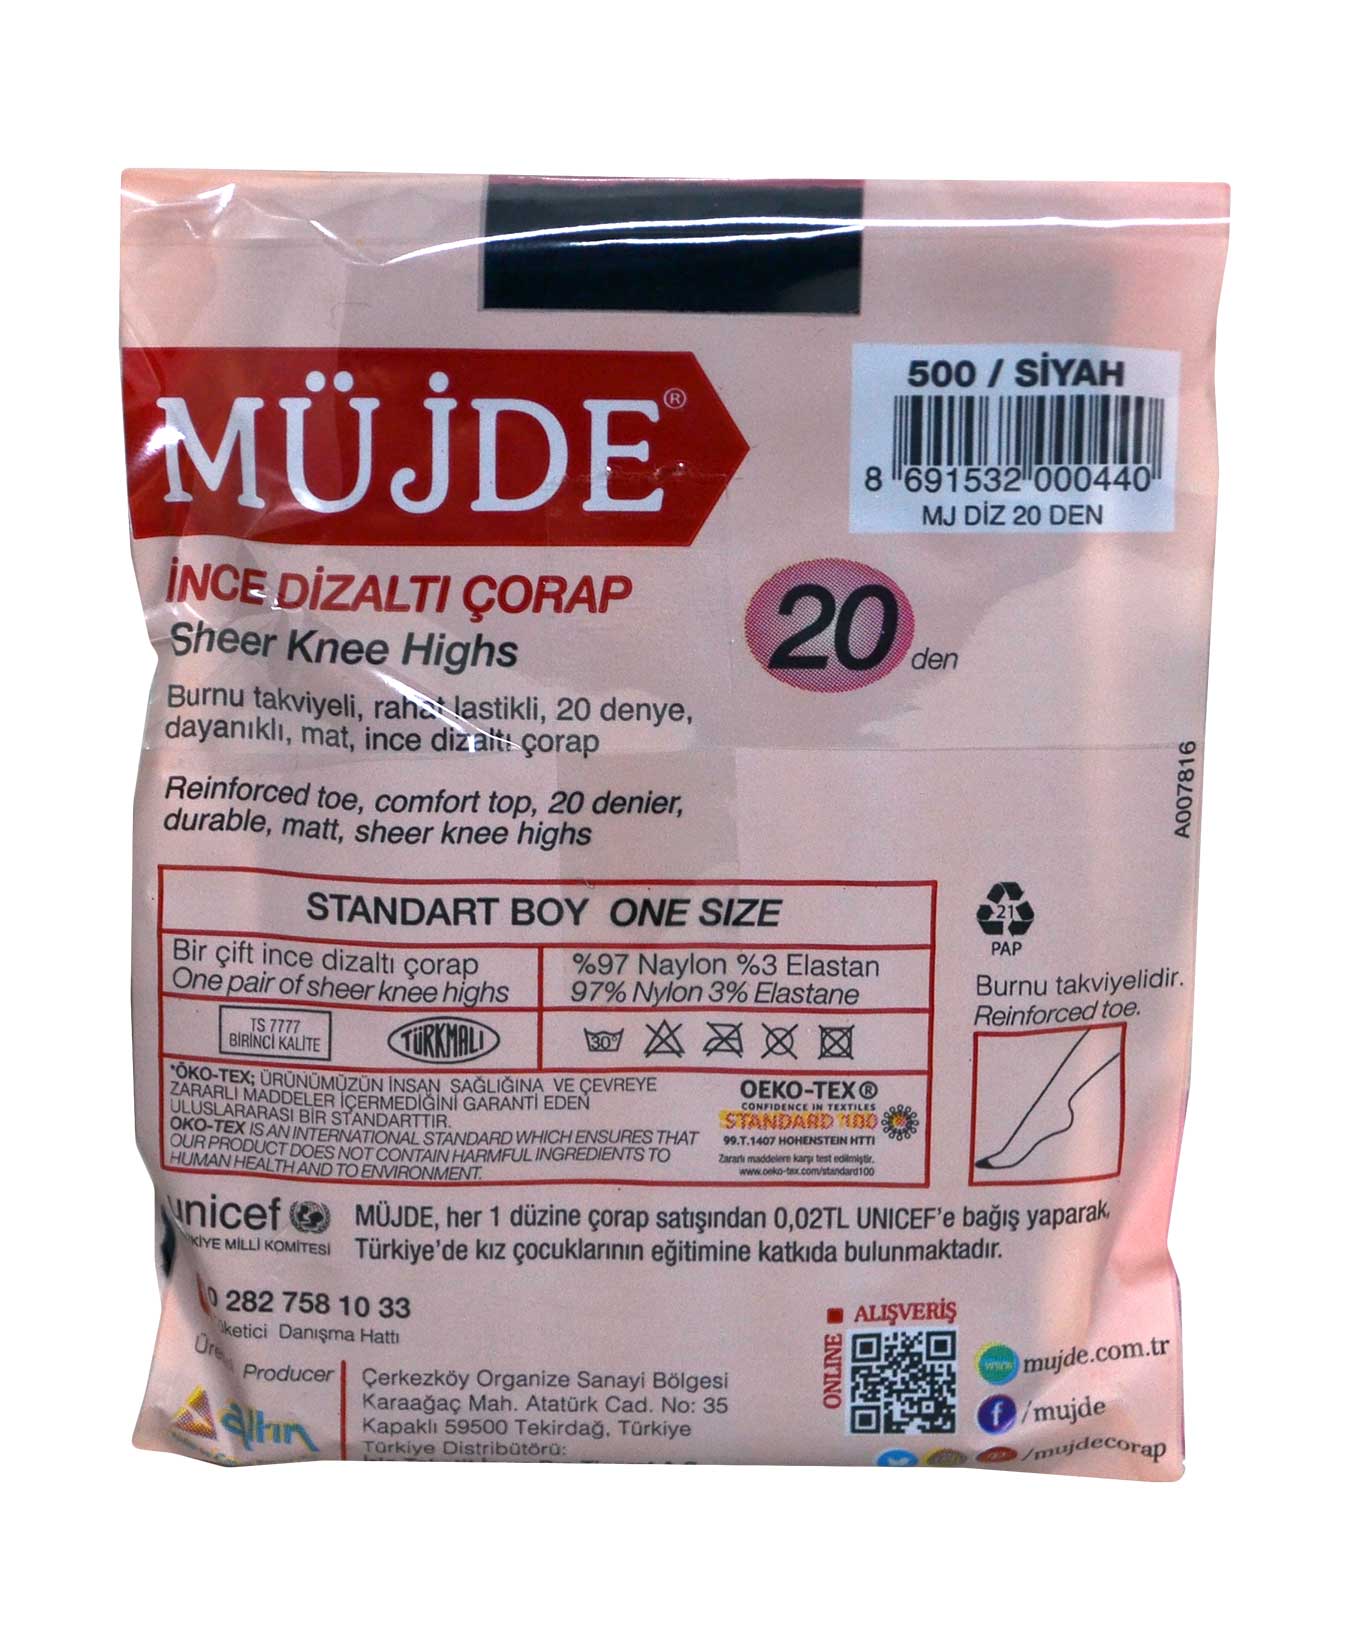 MÜJDE®
500 / SİYAH
8 691532 000440
MJ DİZ 20 DEN
İNCE DİZALTI ÇORAP
Sheer Knee Highs
20 den
Burnu takviyeli, rahat lastikli, 20 denye,
dayanıklı, mat, ince dizaltı çorap
Reinforced toe, comfort top, 20 denier,
durable, matt, sheer knee highs
A007816
STANDART BOY ONE SIZE
Bir çift ince dizaltı çorap
One pair of sheer knee highs
%97 Naylon %3 Elastan
97% Nylon 3% Elastane
TS 7777
BİRİNCİ KALİTE
TÜRKMALI
30°
*ÖKO-TEX; ÜRÜNÜMÜZÜN İNSAN SAĞLIĞINA VE ÇEVREYE
ZARARLI MADDELER İÇERMEDİĞİNİ GARANTİ EDEN
ULUSLARARASI BİR STANDARTTIR.
OKO-TEX IS AN INTERNATIONAL STANDARD WHICH ENSURES THAT
OUR PRODUCT DOES NOT CONTAIN HARMFUL INGREDIENTS TO
HUMAN HEALTH AND TO ENVIRONMENT.
OEKO-TEX®
CONFIDENCE IN TEXTILES
STANDARD 100
99.T.1407 HOHENSTEIN HTTI
Zararlı maddelere karşı test edilmiştir.
www.oeko-tex.com/standard100
21
PAP
Burnu takviyelidir.
Reinforced toe.
unicef
MİLLİ KOMİTESİ
MÜJDE, her 1 düzine çorap satışından 0,02TL UNICEF'e bağış yaparak,
Türkiye'de kız çocuklarının eğitimine katkıda bulunmaktadır.
0 282 758 10 33
Danışma Hattı
Producer
altın
Çerkezköy Organize Sanayi Bölgesi
Karaağaç Mah. Atatürk Cad. No: 35
Kapaklı 59500 Tekirdağ, Türkiye
Türkiye Distribütörü:
ONLINE
ALIŞVERİŞ
www mujde.com.tr
f /mujde
/mujdecorap